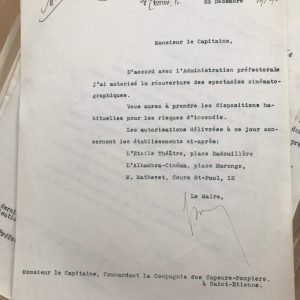 23 Décembre
Monsieur le Capitaine,
D'accord avec l'Administration préfectorale
j'ai autorisé la réouverture des spectacles cinémato-
graphiques.
Vous aurez à prendre les dispositions ha-
bituelles pour les risques d'incendie.
Les autorisations délivrées à ce jour con-
cernent les établissements ci-après:
L'Etoile Théâtre, place Badouillère
L'Alhambra-Cinéma, place Marengo,
M. Mathevet, Cours St-Paul, 12
Le Maire,
Monsieur le Capitaine, Commandant la Compagnie des Sapeurs-Pompiers,
à Saint-Etienne.